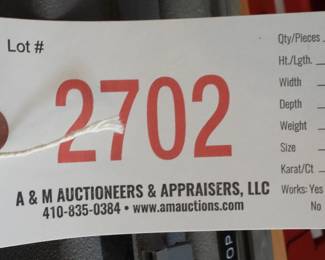 Lot #
2702
A & M AUCTIONEERS & APPRAISERS, LLC
410-835-0384 • www.amauctions.com
Qty/Pieces
Ht./Lgth.
Width
Depth
Weight
Size
Karat/Ct
Works: Yes
No
OP